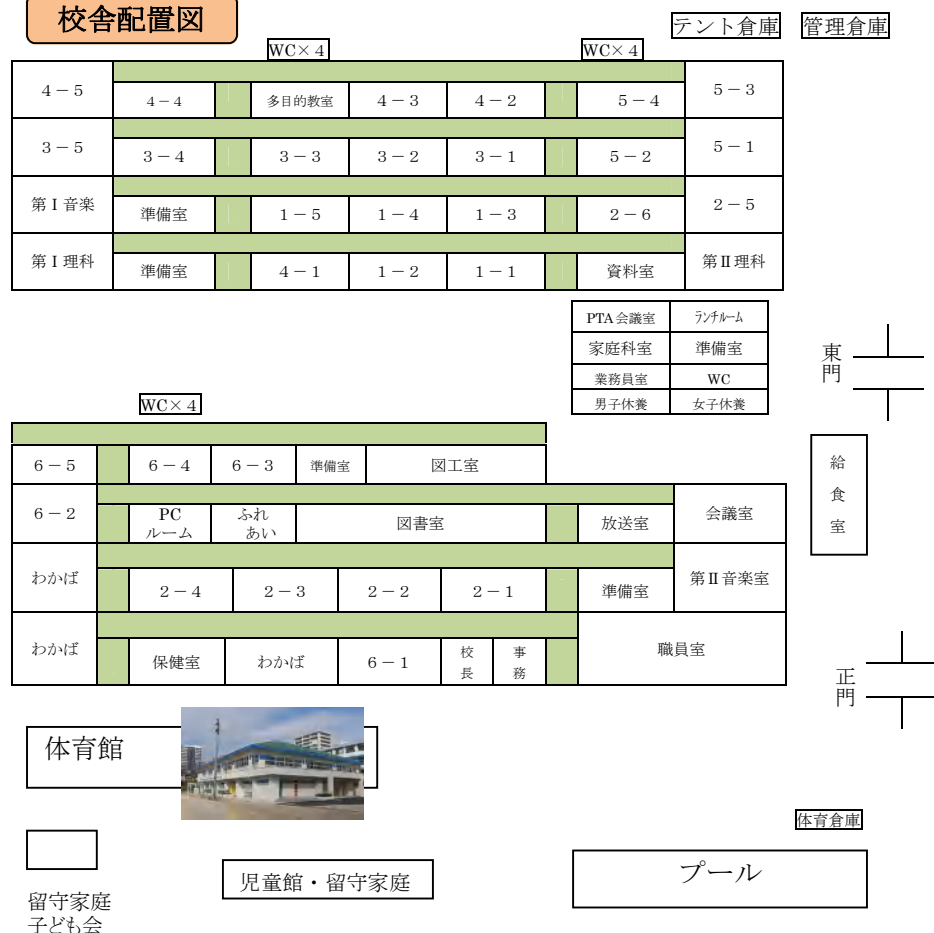 校舎配置図
テント倉庫 管理倉庫
WC×4 WC×4
4－5 4－4 多目的教室 4－3 4－2 5－4 5－3
3－5 3－4 3－3 3－2 3－1 5－2 5－1
第Ⅰ音楽 準備室 1－5 1－4 1－3 2－6 2－5
第Ⅰ理科 準備室 4－1 1－2 1－1 資料室 第Ⅱ理科
PTA会議室 ランチルーム
家庭科室 準備室
業務員室 WC
男子休養 女子休養
東門
WC×4
6－5 6－4 6－3 準備室 図工室
給食室
6－2 PCルーム ふれあい 図書室 放送室 会議室
わかば 2－4 2－3 2－2 2－1 準備室 第Ⅱ音楽室
わかば 保健室 わかば 6－1 校長 事務 職員室
正門
体育館
体育倉庫
プール
児童館・留守家庭
留守家庭
子ども会